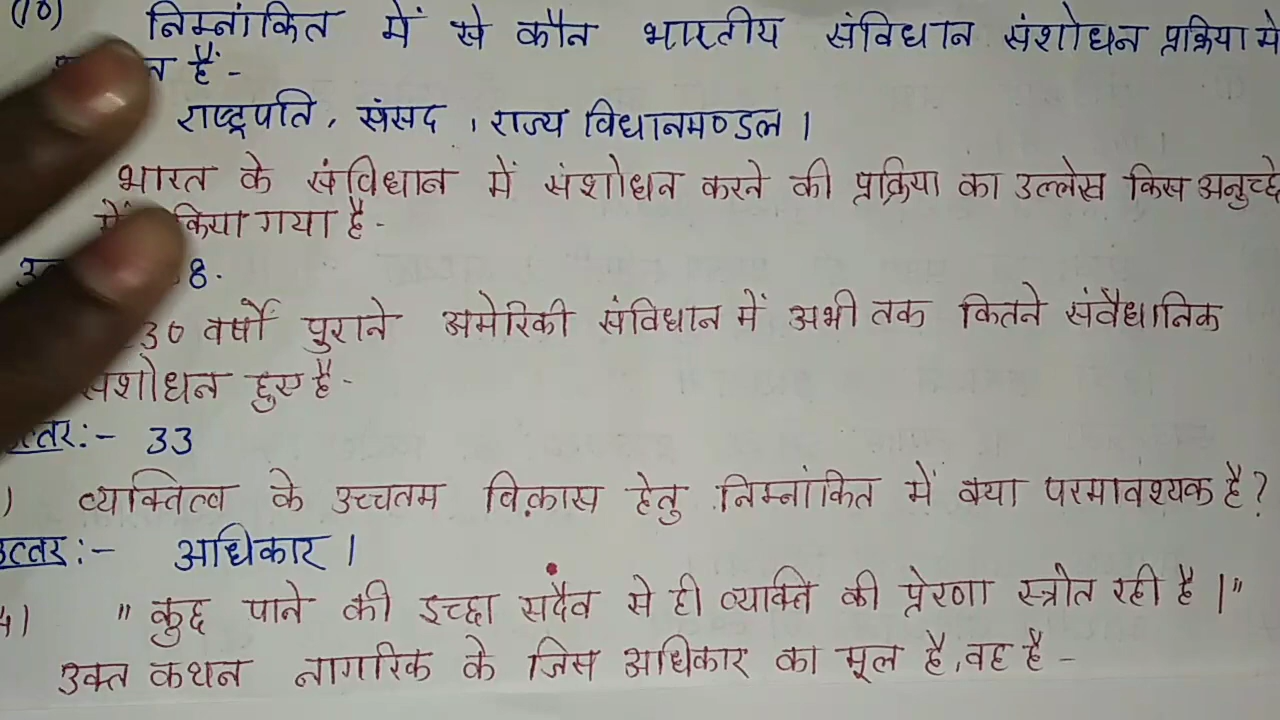 (10) निम्नांकित में से कौन भारतीय संविधान संशोधन प्रक्रिया मे
हैं -
राष्ट्रपति, संसद, राज्य विधानमण्डल।
भारत के संविधान में संशोधन करने की प्रक्रिया का उल्लेख किस अनुच्छे
में किया गया है -
8.
30 वर्षों पुराने अमेरिकी संविधान में अभी तक कितने संवैधानिक
संशोधन हुए है -
उत्तर:- 33
) व्यक्तित्व के उच्चतम विकास हेतु निम्नांकित में क्या परमावश्यक है?
उत्तर:- अधिकार।
" कुछ पाने की इच्छा सदैव से ही व्यक्ति की प्रेरणा स्त्रोत रही है।"
उक्त कथन नागरिक के जिस अधिकार का मूल है, वह है -